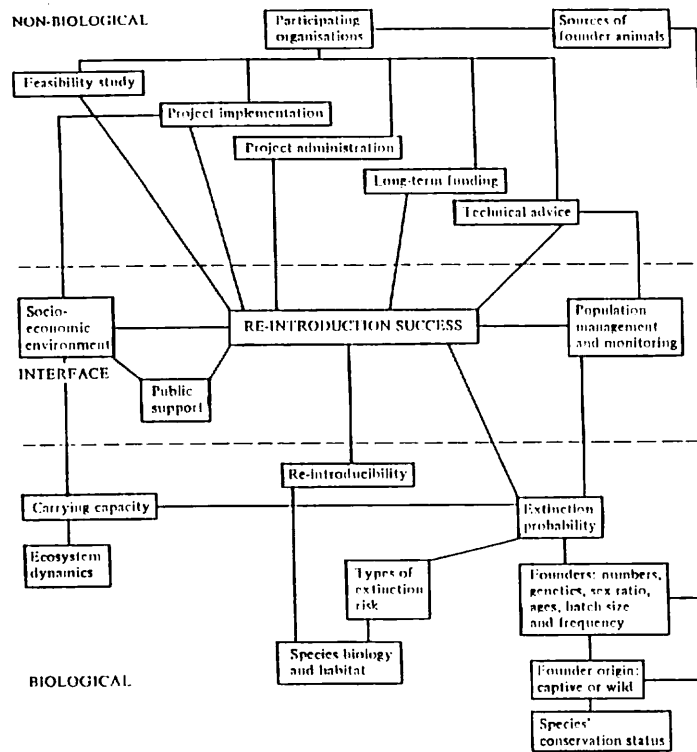 NON-BIOLOGICAL
Participating
organisations
Sources of
founder animals
Feasibility study
Project implementation
Project administration
Long-term funding
Technical advice
Socio-
economic
environment
RE-INTRODUCTION SUCCESS
Population
management
and monitoring
INTERFACE
Public
support
Re-introducibility
Carrying capacity
Extinction
probability
Ecosystem
dynamics
Types of
extinction
risk
Founders: numbers,
genetics, sex ratio,
ages, batch size
and frequency
Species biology
and habitat
Founder origin:
captive or wild
BIOLOGICAL
Species'
conservation status